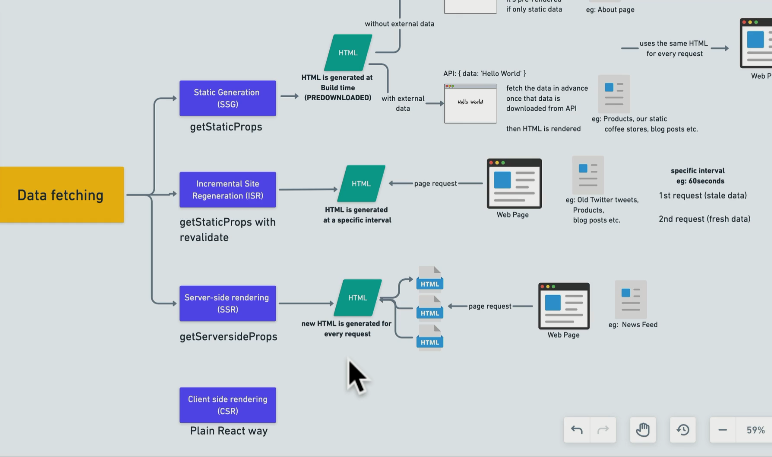 it's pre-rendered
if only static data
eg: About page
without external data
HTML
HTML is generated at
Build time
(PREDOWNLOADED)
Static Generation
(SSG)
getStaticProps
with external
data
API: { data: 'Hello World' }
Hello World
fetch the data in advance
once that data is
downloaded from API
then HTML is rendered
eg: Products, our static
coffee stores, blog posts etc.
uses the same HTML
for every request
Web P
Data fetching
Incremental Site
Regeneration (ISR)
getStaticProps with
revalidate
HTML
HTML is generated
at a specific interval
page request
Web Page
eg: Old Twitter tweets,
Products,
blog posts etc.
specific interval
eg: 60seconds
1st request (stale data)
2nd request (fresh data)
Server-side rendering
(SSR)
getServersideProps
HTML
new HTML is generated for
every request
HTML
HTML
HTML
page request
Web Page
eg: News Feed
Client side rendering
(CSR)
Plain React way
59%